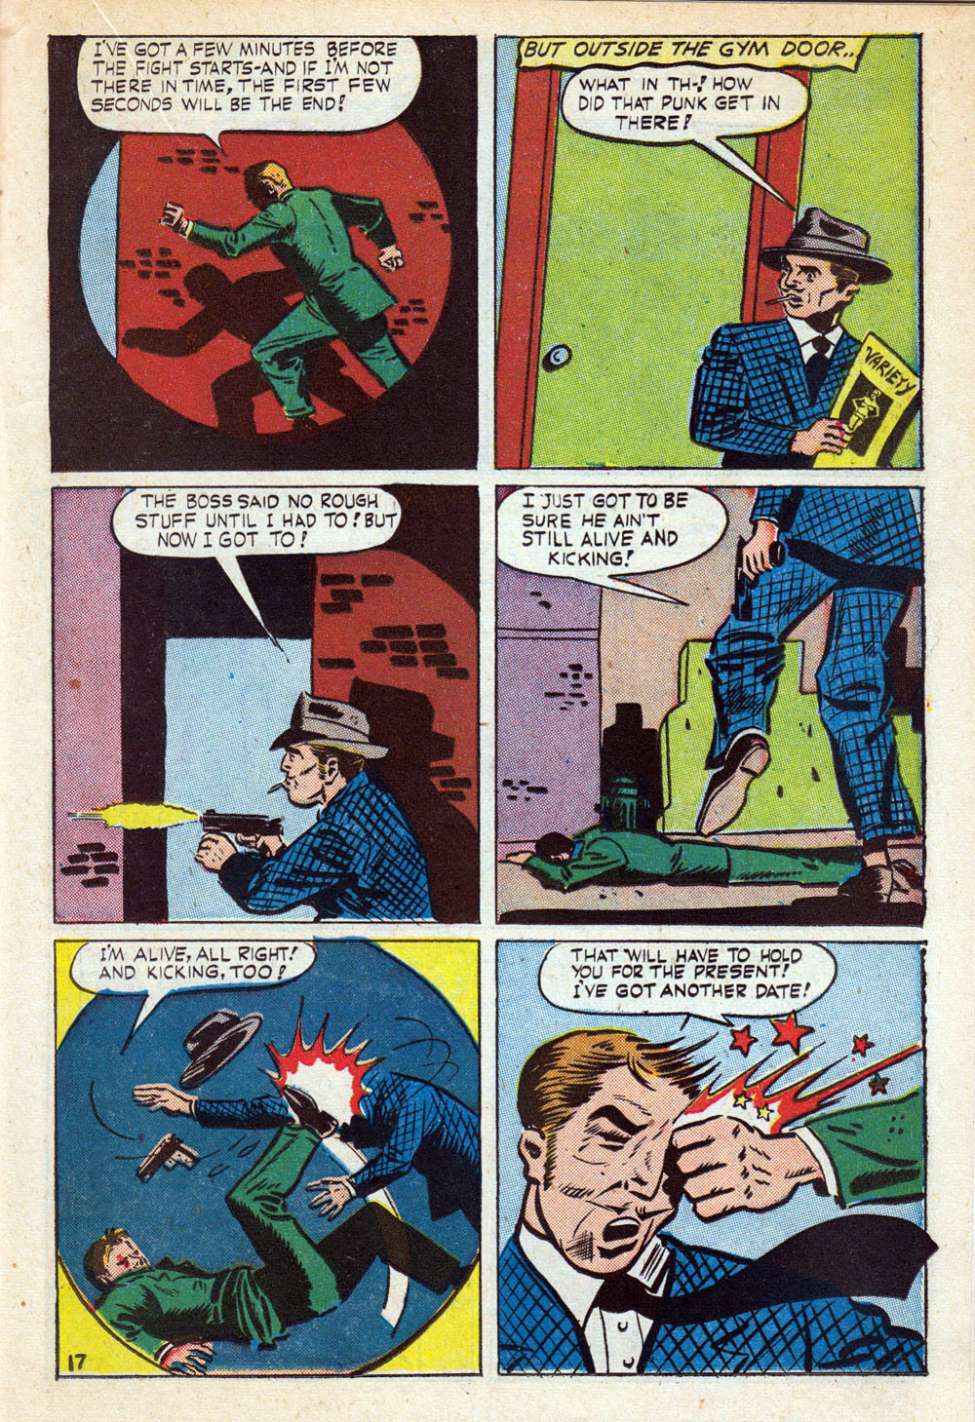 I'VE GOT A FEW MINUTES BEFORE
THE FIGHT STARTS-AND IF I'M NOT
THERE IN TIME, THE FIRST FEW
SECONDS WILL BE THE END!
BUT OUTSIDE THE GYM DOOR..
WHAT IN TH-! HOW
DID THAT PUNK GET IN
THERE!
VARIETY
THE BOSS SAID NO ROUGH
STUFF UNTIL I HAD TO! BUT
NOW I GOT TO!
I JUST GOT TO BE
SURE HE AIN'T
STILL ALIVE AND
KICKING!
I'M ALIVE, ALL RIGHT!
AND KICKING, TOO!
THAT WILL HAVE TO HOLD
YOU FOR THE PRESENT!
I'VE GOT ANOTHER DATE!
17